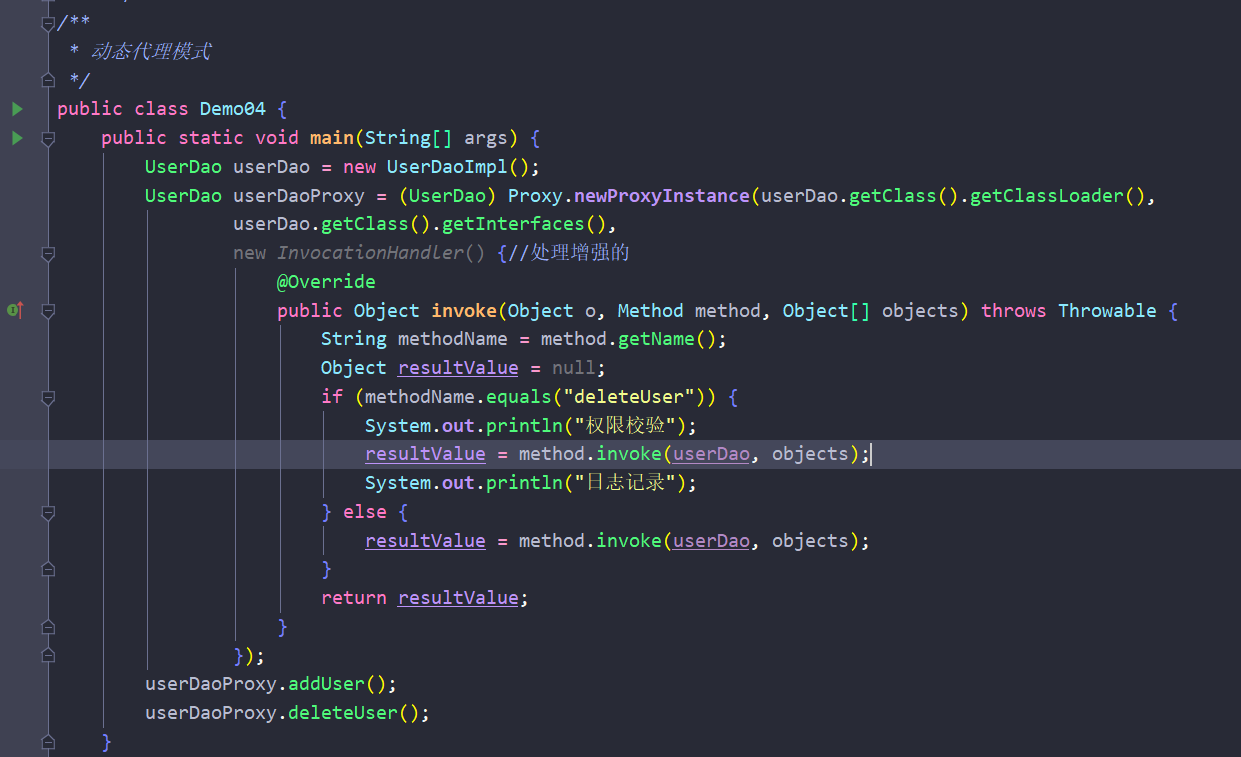 /**
 * 动态代理模式
 */
public class Demo04 {
    public static void main(String[] args) {
        UserDao userDao = new UserDaoImpl();
        UserDao userDaoProxy = (UserDao) Proxy.newProxyInstance(userDao.getClass().getClassLoader(),
                userDao.getClass().getInterfaces(),
                new InvocationHandler() {//处理增强的
                    @Override
                    public Object invoke(Object o, Method method, Object[] objects) throws Throwable {
                        String methodName = method.getName();
                        Object resultValue = null;
                        if (methodName.equals("deleteUser")) {
                            System.out.println("权限校验");
                            resultValue = method.invoke(userDao, objects);
                            System.out.println("日志记录");
                        } else {
                            resultValue = method.invoke(userDao, objects);
                        }
                        return resultValue;
                    }
                });
        userDaoProxy.addUser();
        userDaoProxy.deleteUser();
    }